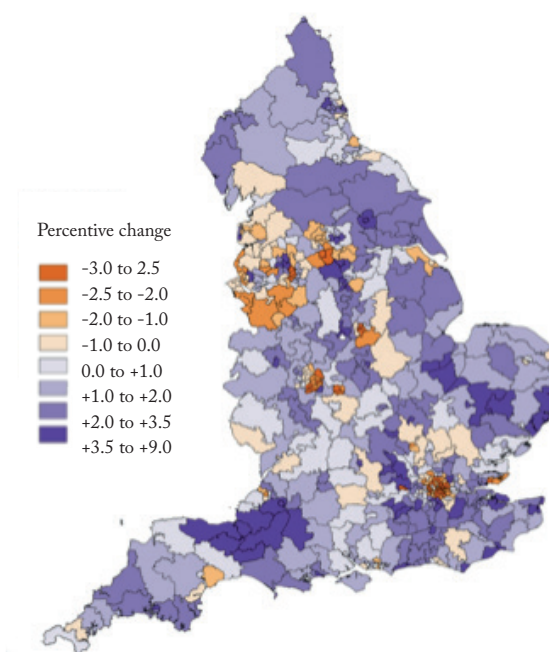 Percentive change
-3.0 to 2.5
-2.5 to -2.0
-2.0 to -1.0
-1.0 to 0.0
0.0 to +1.0
+1.0 to +2.0
+2.0 to +3.5
+3.5 to +9.0